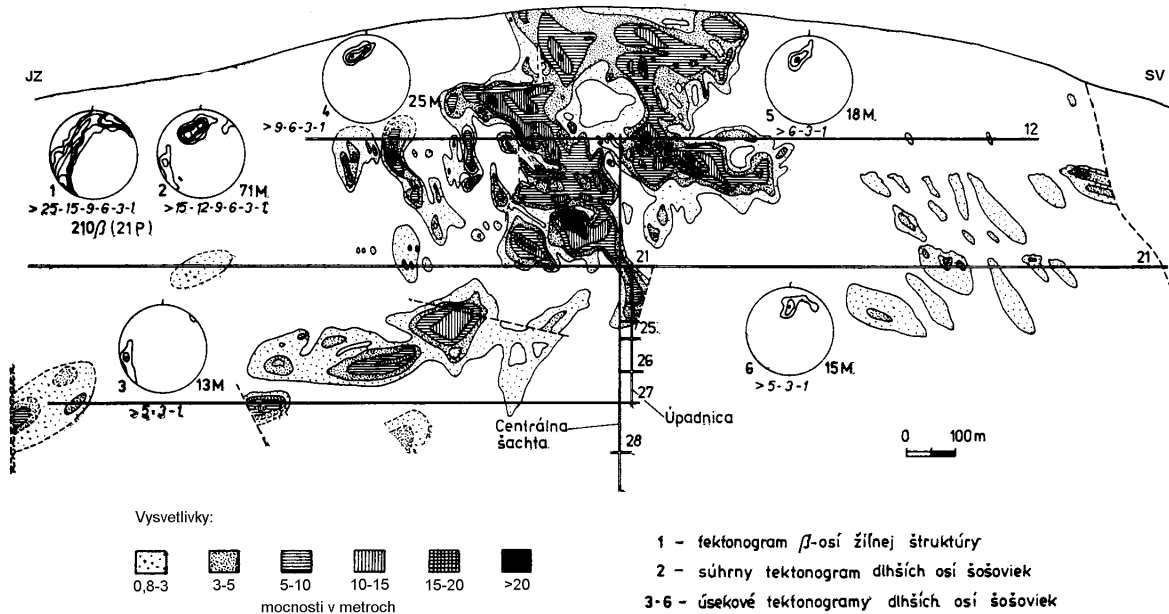 JZ
SV
4
25 M.
>9-6-3-1
5
18 M.
>6-3-1
12
1
>25-15-9-6-3-1
210β (21 P)
2
71 M.
>15-12-9-6-3-1
21
21
3
13 M.
>5-3-1
6
15 M.
>5-3-1
25
26
27
28
Centrálna
šachta
Úpadnica
0 100 m
Vysvetlivky:
0,8-3 3-5 5-10 10-15 15-20 >20
mocnosti v metroch
1 - tektonogram β-osí žíľnej štruktúry
2 - súhrny tektonogram dlhších osí šošoviek
3-6 - úsekové tektonogramy dlhších osí šošoviek